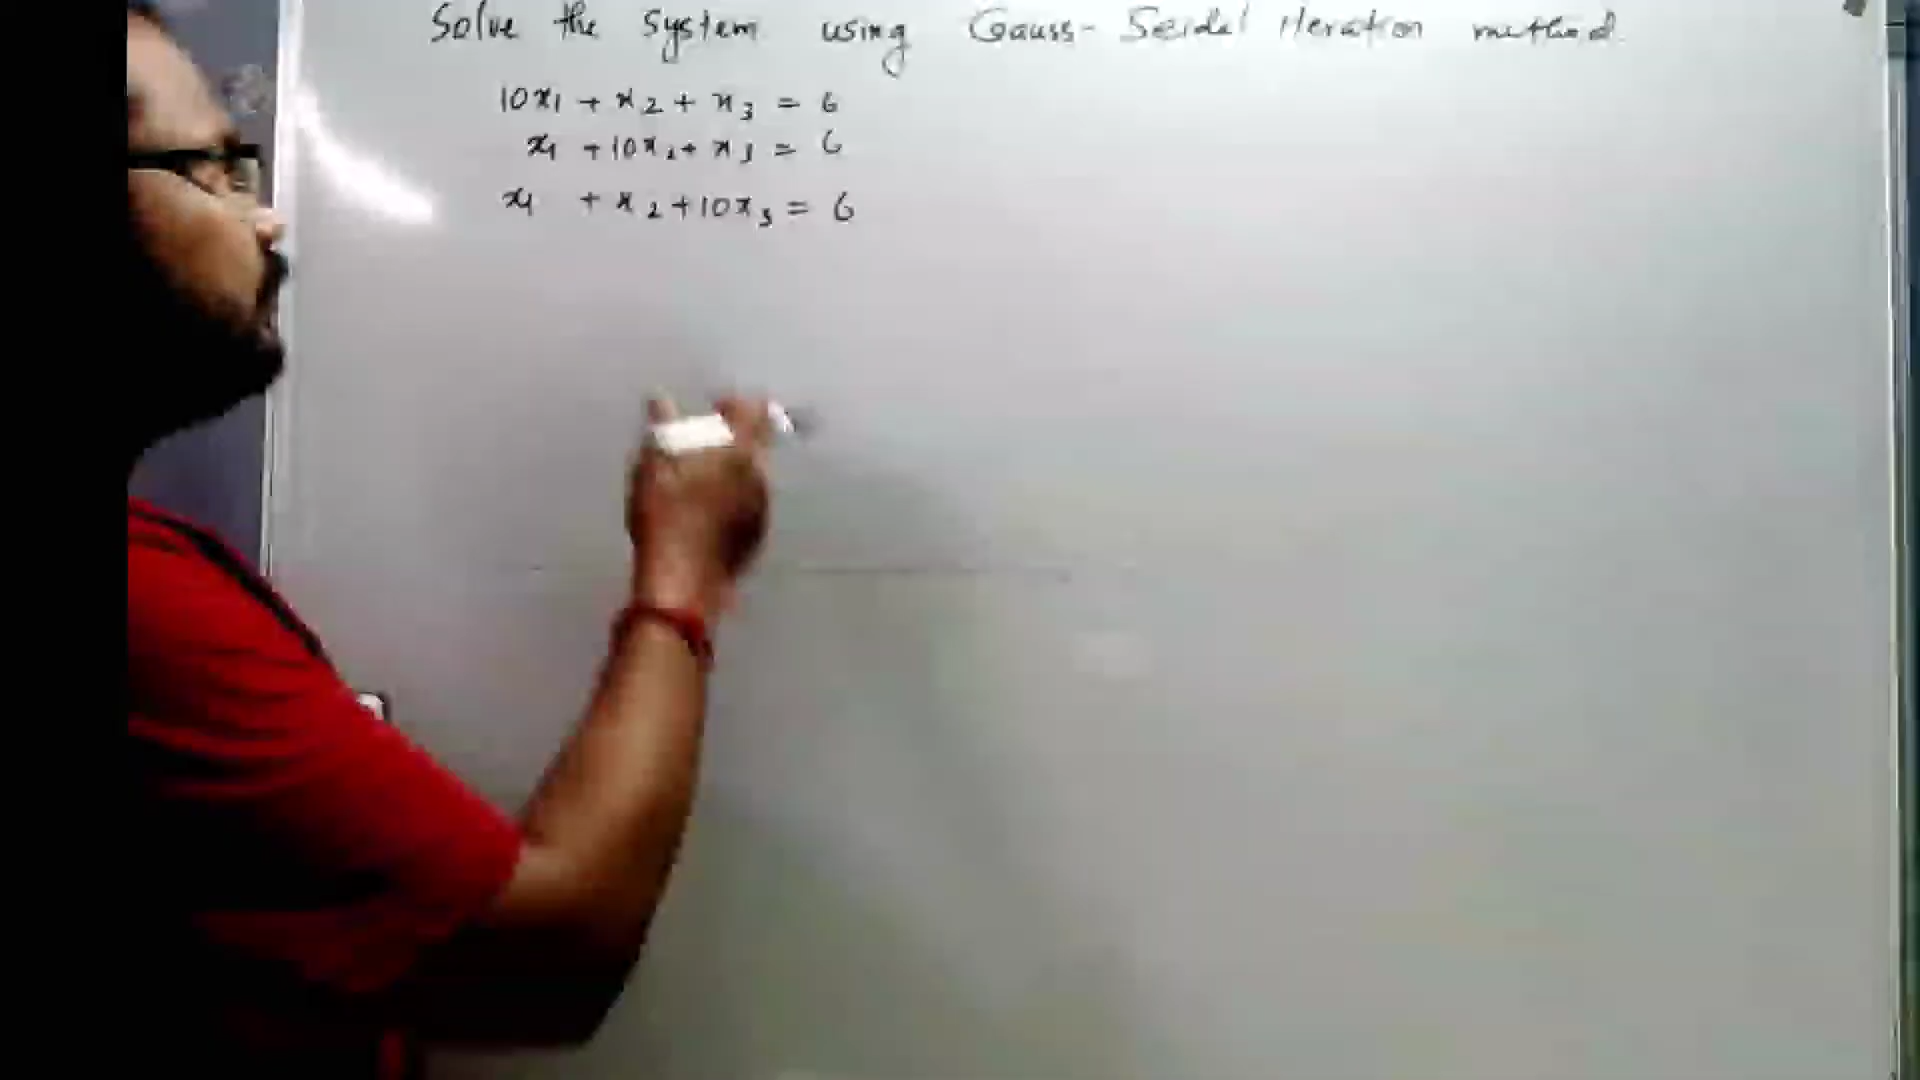 Solve the system using Gauss-Seidel iteration method.
10x1 + x2 + x3 = 6
x1 + 10x2 + x3 = 6
x1 + x2 + 10x3 = 6